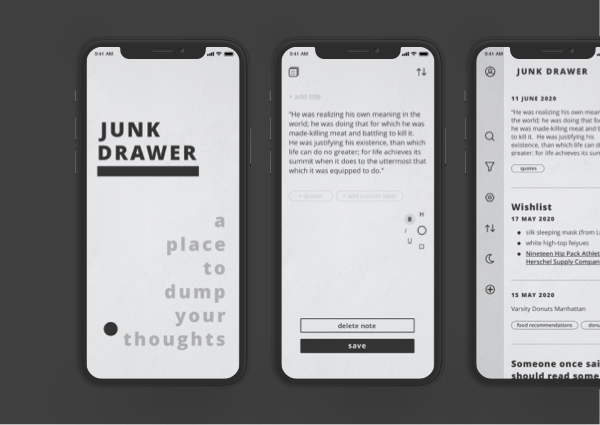 9:41 AM
JUNK
DRAWER
a
place
to
dump
your
thoughts
9:41 AM
+ add title
"He was realizing his own meaning in the
world; he was doing that for which he was
made-killing meat and battling to kill it.
He was justifying his existence, than which
life can do no greater; for life achieves its
summit when it does to the uttermost that
which it was equipped to do."
+ quotes
+ add custom label
B
H
I
U
delete note
save
9:41 AM
JUNK DRAWER
11 JUNE 2020
"He was realizing his own mean
the world; he was doing that fo
he was made-killing meat and b
to kill it. He was justifying his
existence, than which life can d
greater; for life achieves its
quotes
Wishlist
17 MAY 2020
silk sleeping mask (from L
white high-top feiyues
Nineteen Hip Pack Athlet
Herschel Supply Compan
15 MAY 2020
Varsity Donuts Manhattan
food recommendations
donu
Someone once sai
should read some